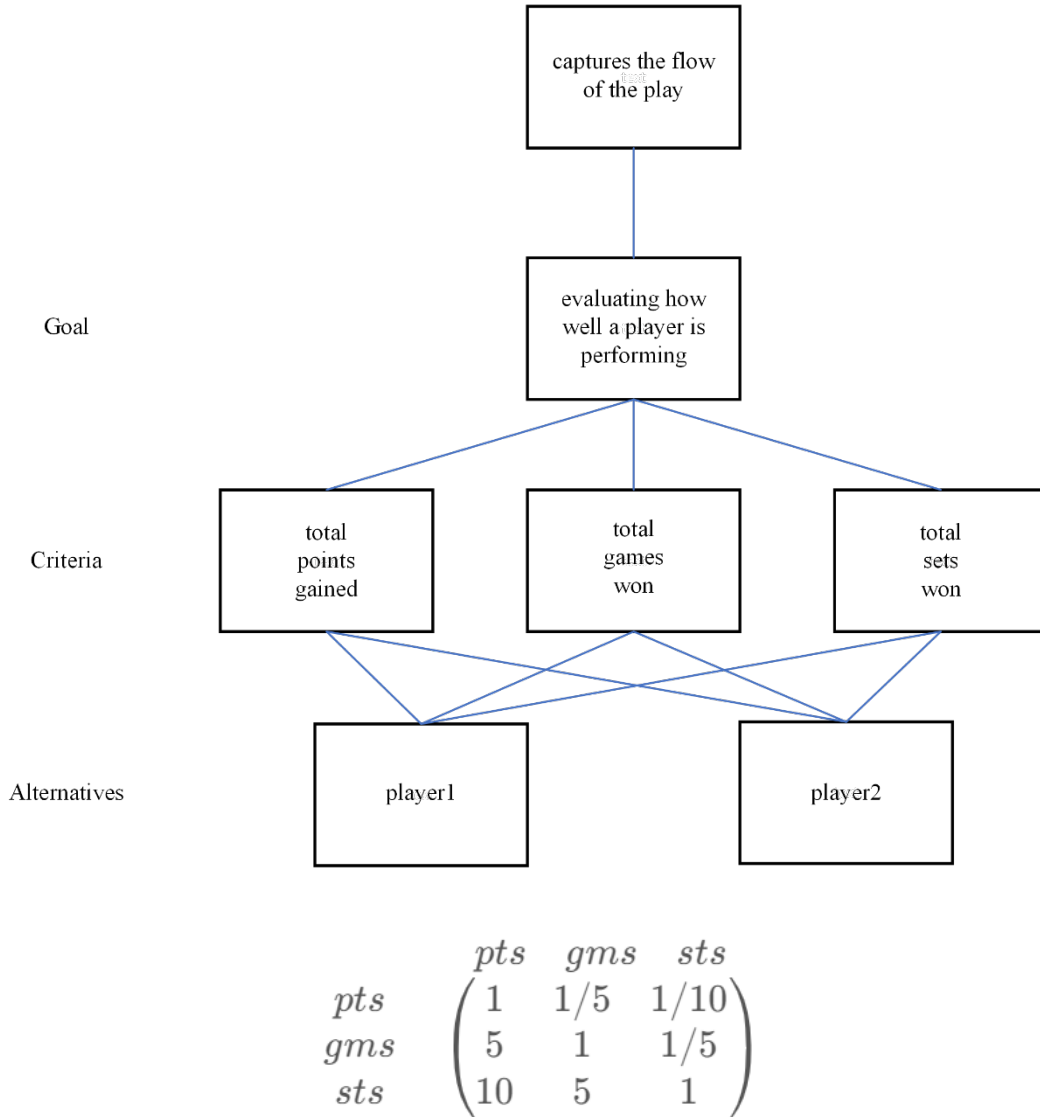 captures the flow
of the play
Goal
evaluating how
well a player is
performing
Criteria
total
points
gained
total
games
won
total
sets
won
Alternatives
player1
player2
pts gms sts
pts 1 1/5 1/10
gms 5 1 1/5
sts 10 5 1